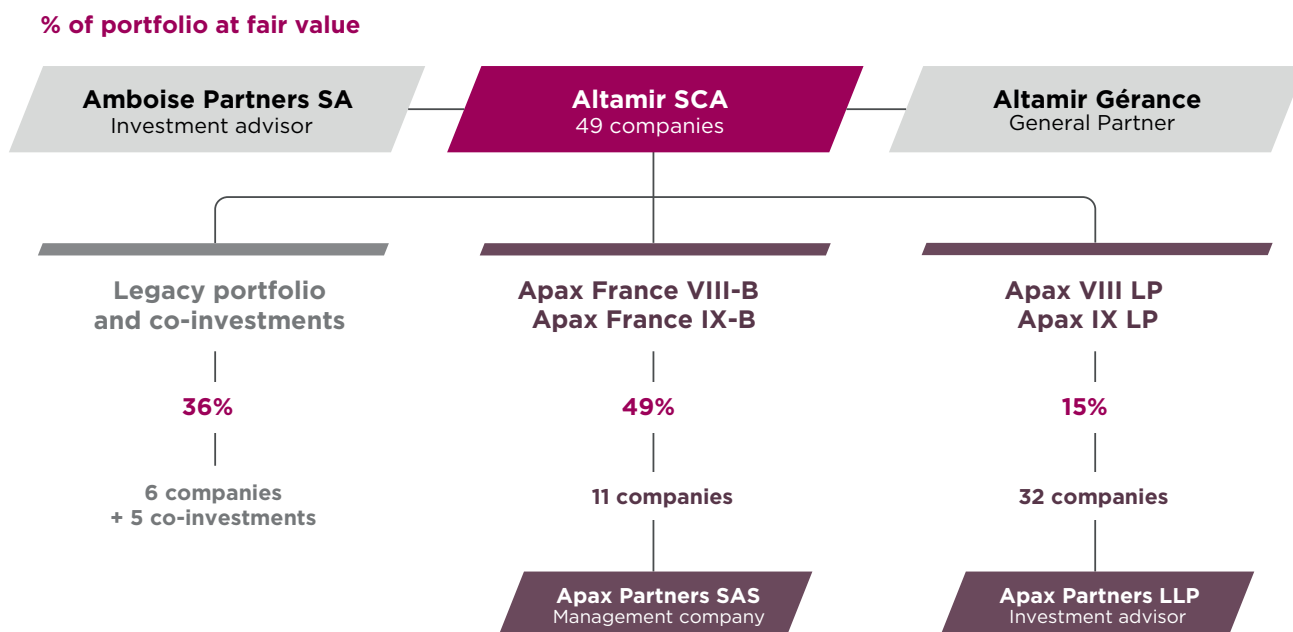 % of portfolio at fair value
Amboise Partners SA
Investment advisor
Altamir SCA
49 companies
Altamir Gérance
General Partner
Legacy portfolio
and co-investments
36%
6 companies
+ 5 co-investments
Apax France VIII-B
Apax France IX-B
49%
11 companies
Apax Partners SAS
Management company
Apax VIII LP
Apax IX LP
15%
32 companies
Apax Partners LLP
Investment advisor